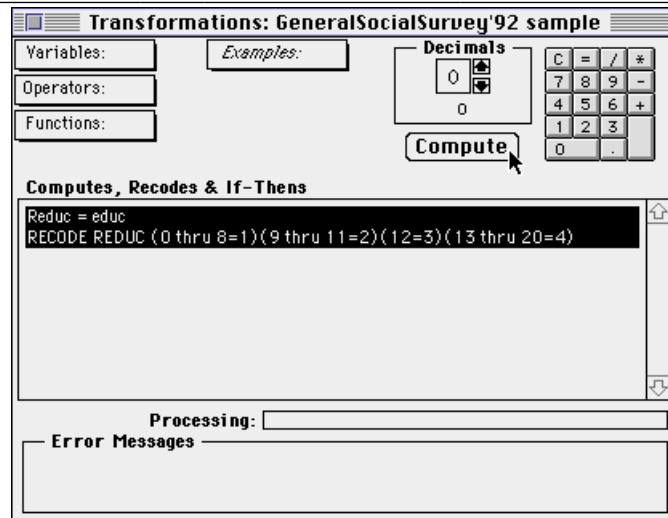 Transformations: GeneralSocialSurvey'92 sample
Variables:
Examples:
Operators:
Functions:
Decimals
0
0
C = / *
7 8 9 -
4 5 6 +
1 2 3
0 .
Compute
Computes, Recodes & If-Thens
Reduc = educ
RECODE REDUC (0 thru 8=1)(9 thru 11=2)(12=3)(13 thru 20=4)
Processing:
Error Messages